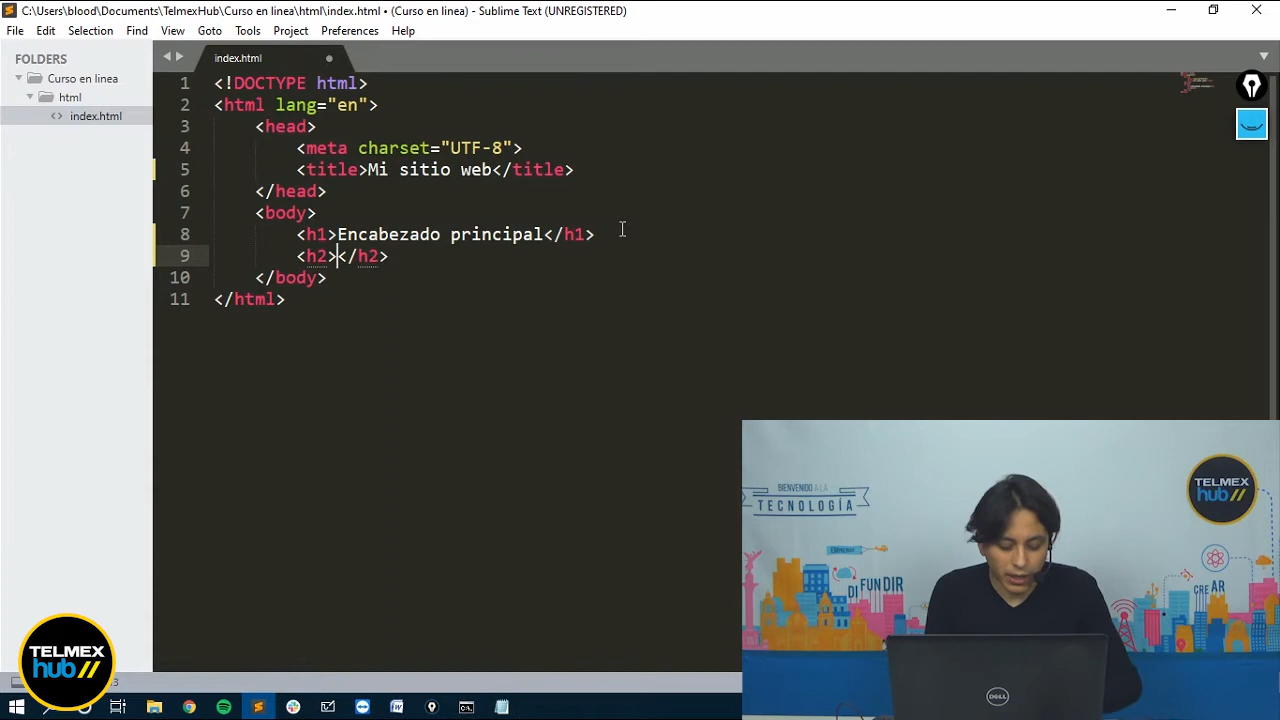 C:\Users\blood\Documents\TelmexHub\Curso en linea\html\index.html • (Curso en linea) - Sublime Text (UNREGISTERED)
File Edit Selection Find View Goto Tools Project Preferences Help
FOLDERS
Curso en linea
html
index.html
index.html
1 <!DOCTYPE html>
2 <html lang="en">
3 <head>
4 <meta charset="UTF-8">
5 <title>Mi sitio web</title>
6 </head>
7 <body>
8 <h1>Encabezado principal</h1>
9 <h2></h2>
10 </body>
11 </html>
BIENVENIDO A LA
TECNOLOGÍA
TELMEX
hub//
DIFUNDIR
CREAR
DELL
TELMEX
hub//
3